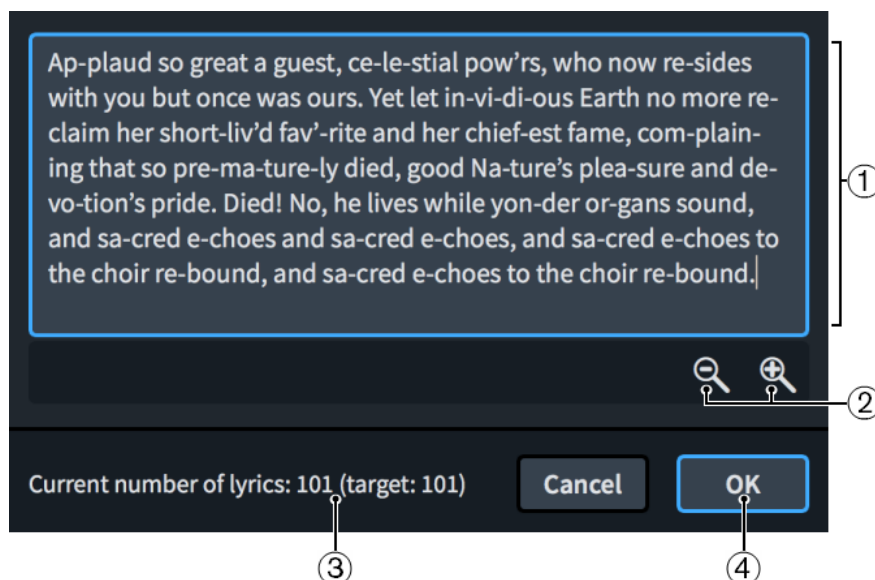 Ap-plaud so great a guest, ce-le-stial pow’rs, who now re-sides
with you but once was ours. Yet let in-vi-di-ous Earth no more re-
claim her short-liv’d fav’-rite and her chief-est fame, com-plain-
ing that so pre-ma-ture-ly died, good Na-ture’s plea-sure and de-
vo-tion’s pride. Died! No, he lives while yon-der or-gans sound,
and sa-cred e-choes and sa-cred e-choes, and sa-cred e-choes to
the choir re-bound, and sa-cred e-choes to the choir re-bound.
①
②
Current number of lyrics: 101 (target: 101)
Cancel
OK
③
④